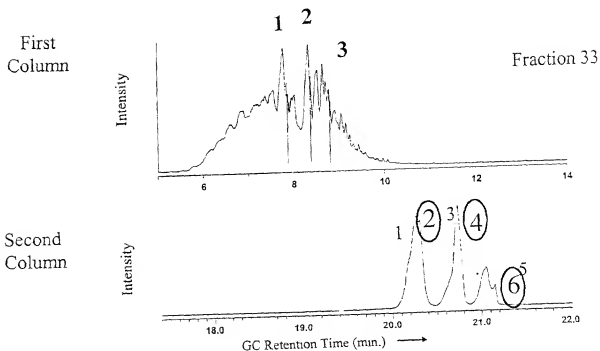 First
Column
Fraction 33
1 2 3
Intensity
6 8 10 12 14
Second
Column
Intensity
1 2 3 4 5 6
18.0 19.0 20.0 21.0 22.0
GC Retention Time (min.)